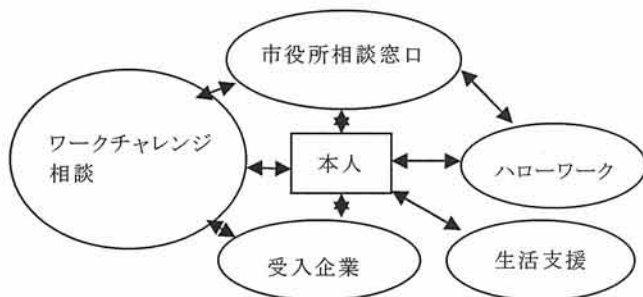 市役所相談窓口
ワークチャレンジ
相談
本人
ハローワーク
受入企業
生活支援